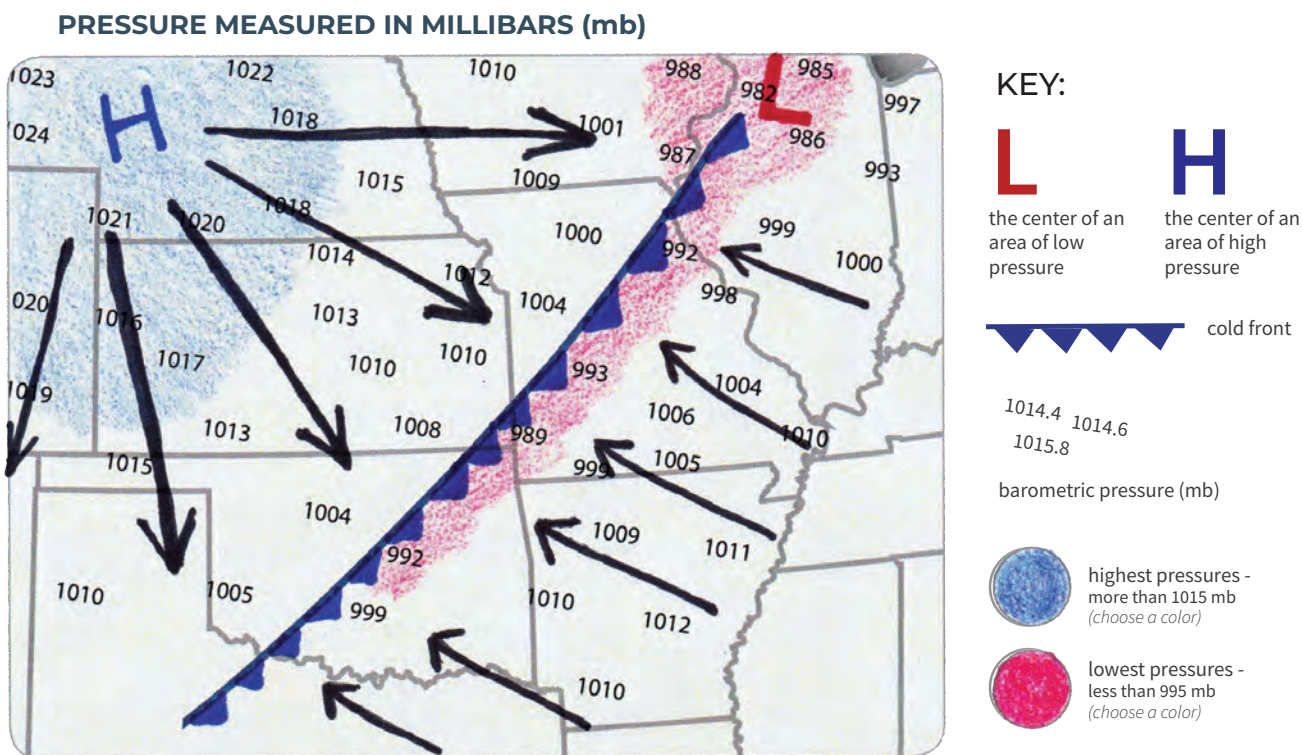 PRESSURE MEASURED IN MILLIBARS (mb)
1023
1022
1010
988
985
H
982
L
997
1024
1018
1001
986
987
993
1015
1009
1021
1020
1018
1000
992
999
1014
1012
1000
998
1020
1016
1013
1004
1017
1010
1010
993
1004
1019
1006
1013
1008
989
1010
1015
999
1005
1004
992
1009
1011
1010
1005
999
1010
1012
1010
KEY:
L
H
the center of an
area of low
pressure
the center of an
area of high
pressure
cold front
1014.4
1014.6
1015.8
barometric pressure (mb)
highest pressures -
more than 1015 mb
(choose a color)
lowest pressures -
less than 995 mb
(choose a color)